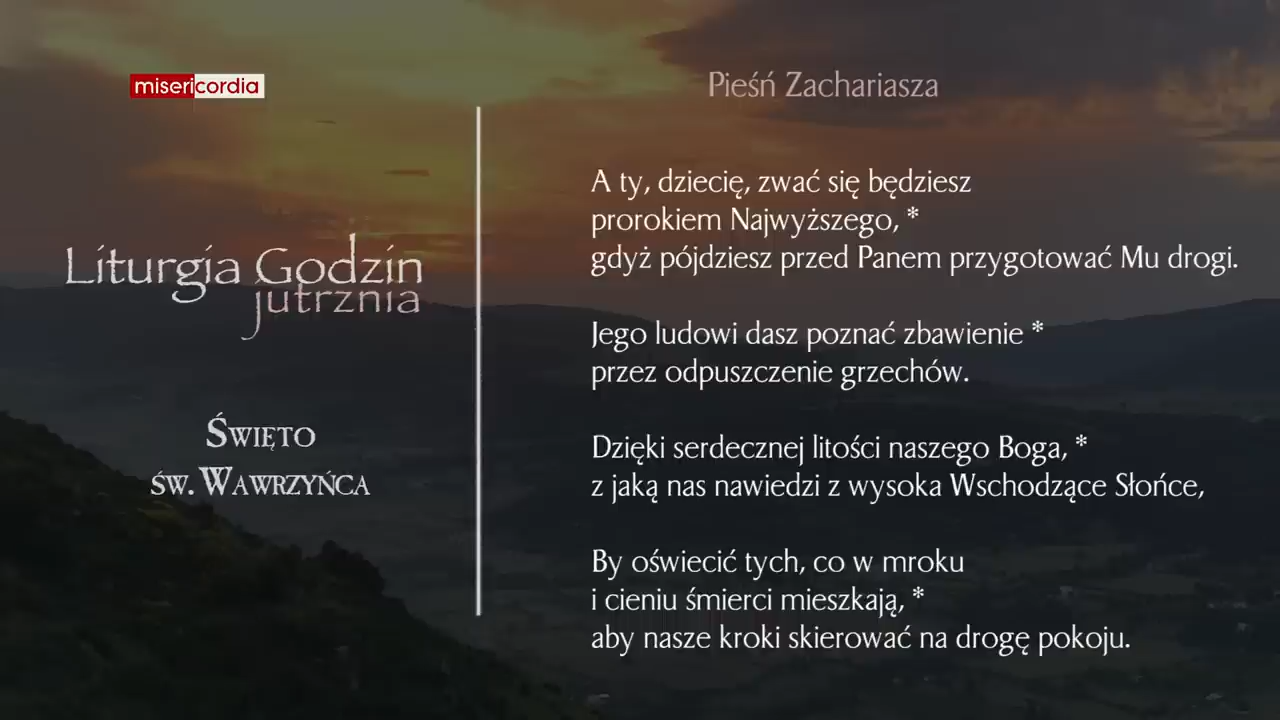 misericordia
Liturgia Godzin
jutrznia
Święto
św. Wawrzyńca
Pieśń Zachariasza
A ty, dziecię, zwać się będziesz
prorokiem Najwyższego, *
gdyż pójdziesz przed Panem przygotować Mu drogi.
Jego ludowi dasz poznać zbawienie *
przez odpuszczenie grzechów.
Dzięki serdecznej litości naszego Boga, *
z jaką nas nawiedzi z wysoka Wschodzące Słońce,
By oświecić tych, co w mroku
i cieniu śmierci mieszkają, *
aby nasze kroki skierować na drogę pokoju.